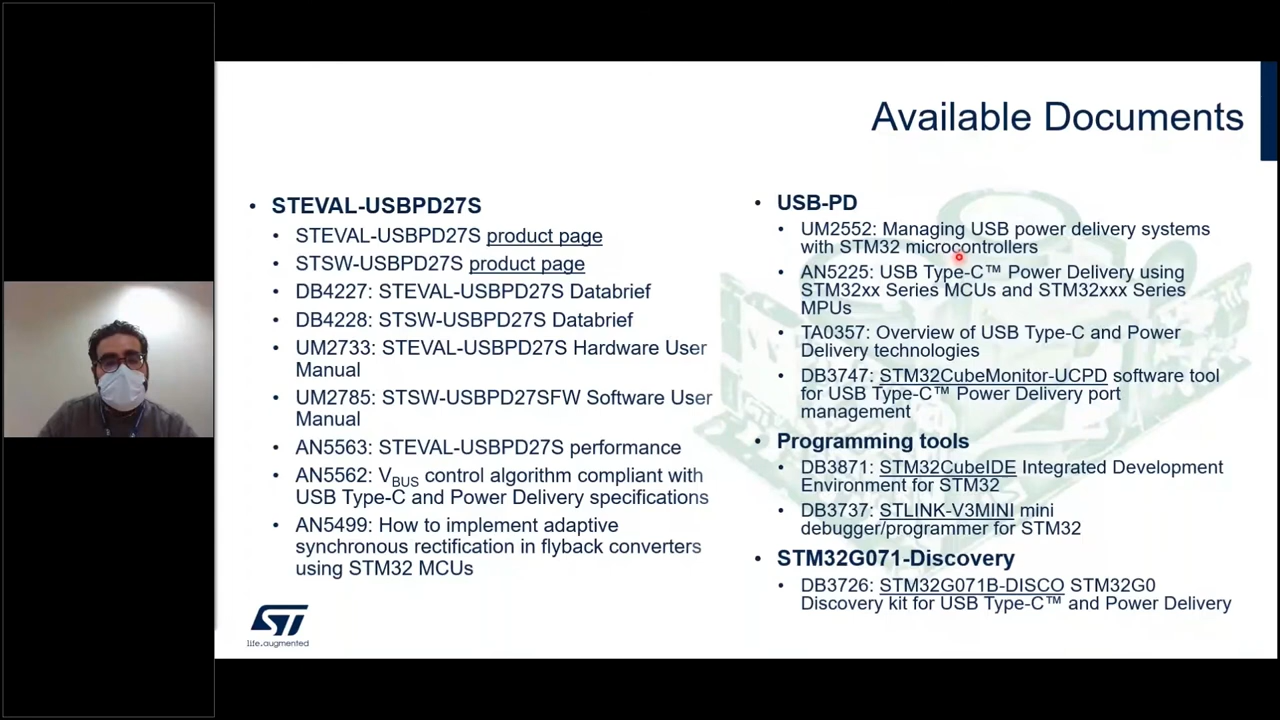 Available Documents
• STEVAL-USBPD27S
• STEVAL-USBPD27S product page
• STSW-USBPD27S product page
• DB4227: STEVAL-USBPD27S Databrief
• DB4228: STSW-USBPD27S Databrief
• UM2733: STEVAL-USBPD27S Hardware User
Manual
• UM2785: STSW-USBPD27SFW Software User
Manual
• AN5563: STEVAL-USBPD27S performance
• AN5562: VBUS control algorithm compliant with
USB Type-C and Power Delivery specifications
• AN5499: How to implement adaptive
synchronous rectification in flyback converters
using STM32 MCUs
• USB-PD
• UM2552: Managing USB power delivery systems
with STM32 microcontrollers
• AN5225: USB Type-C™ Power Delivery using
STM32xx Series MCUs and STM32xxx Series
MPUs
• TA0357: Overview of USB Type-C and Power
Delivery technologies
• DB3747: STM32CubeMonitor-UCPD software tool
for USB Type-C™ Power Delivery port
management
• Programming tools
• DB3871: STM32CubeIDE Integrated Development
Environment for STM32
• DB3737: STLINK-V3MINI mini
debugger/programmer for STM32
• STM32G071-Discovery
• DB3726: STM32G071B-DISCO STM32G0
Discovery kit for USB Type-C™ and Power Delivery
ST
life.augmented